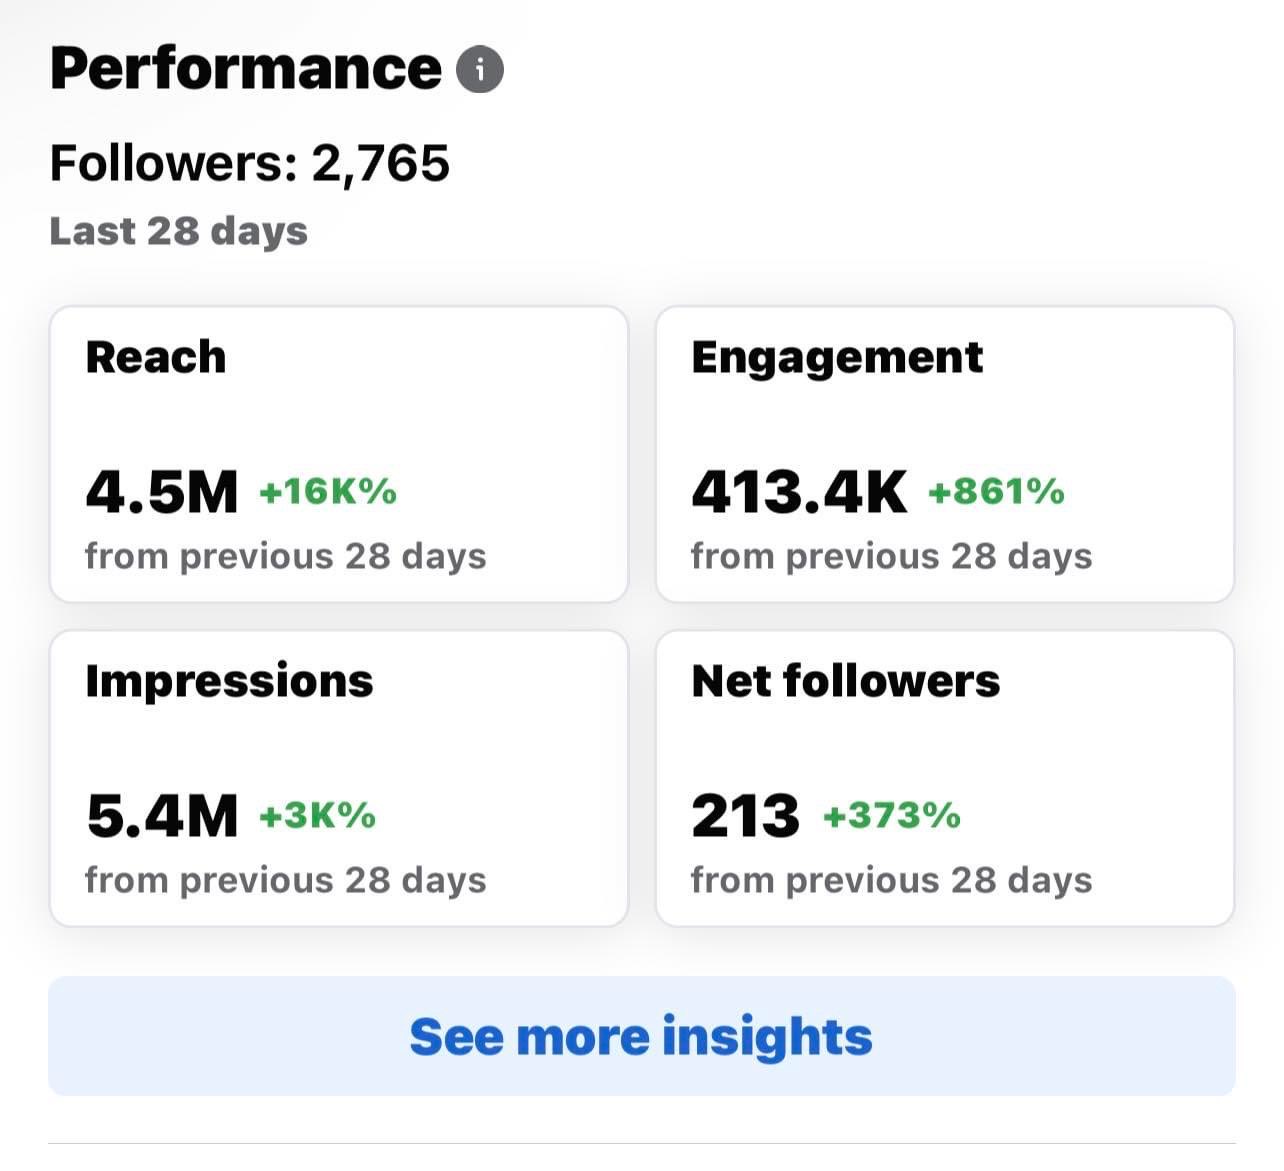 Performance
Followers: 2,765
Last 28 days
Reach
4.5M +16K%
from previous 28 days
Engagement
413.4K +861%
from previous 28 days
Impressions
5.4M +3K%
from previous 28 days
Net followers
213 +373%
from previous 28 days
See more insights